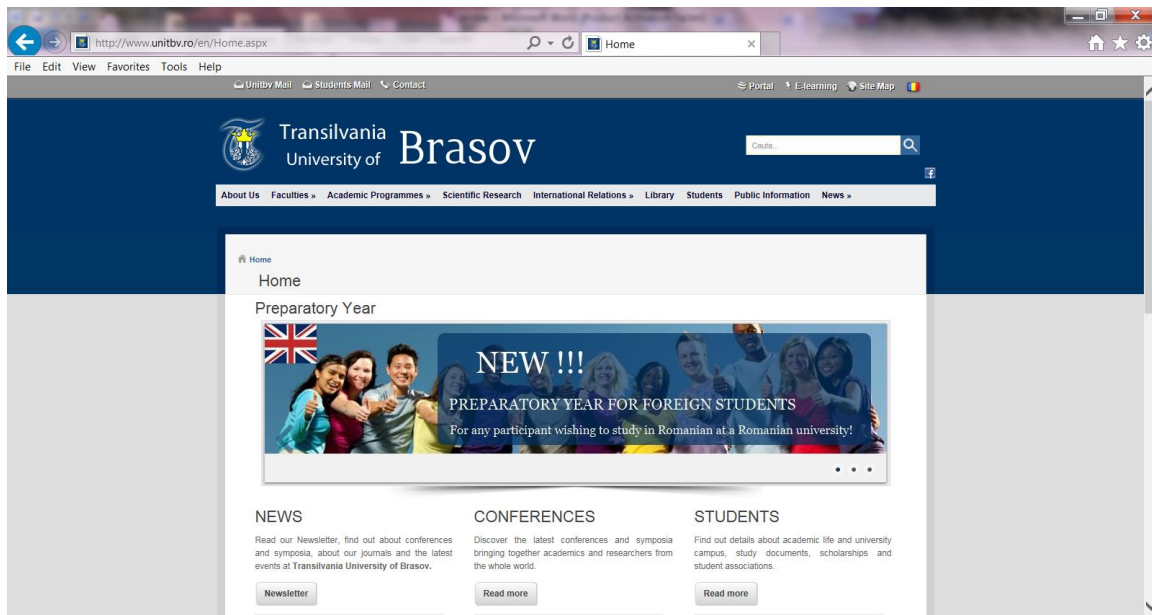 http://www.unitbv.ro/en/Home.aspx
Home
File Edit View Favorites Tools Help
Unitbv Mail Students Mail Contact
Portal E-learning Site Map
Transilvania
University of Brasov
Cauta...
About Us Faculties » Academic Programmes » Scientific Research International Relations » Library Students Public Information News »
Home
Home
Preparatory Year
NEW !!!
PREPARATORY YEAR FOR FOREIGN STUDENTS
For any participant wishing to study in Romanian at a Romanian university!
NEWS
Read our Newsletter, find out about conferences
and symposia, about our journals and the latest
events at Transilvania University of Brasov.
Newsletter
CONFERENCES
Discover the latest conferences and symposia
bringing together academics and researchers from
the whole world.
Read more
STUDENTS
Find out details about academic life and university
campus, study documents, scholarships and
student associations.
Read more